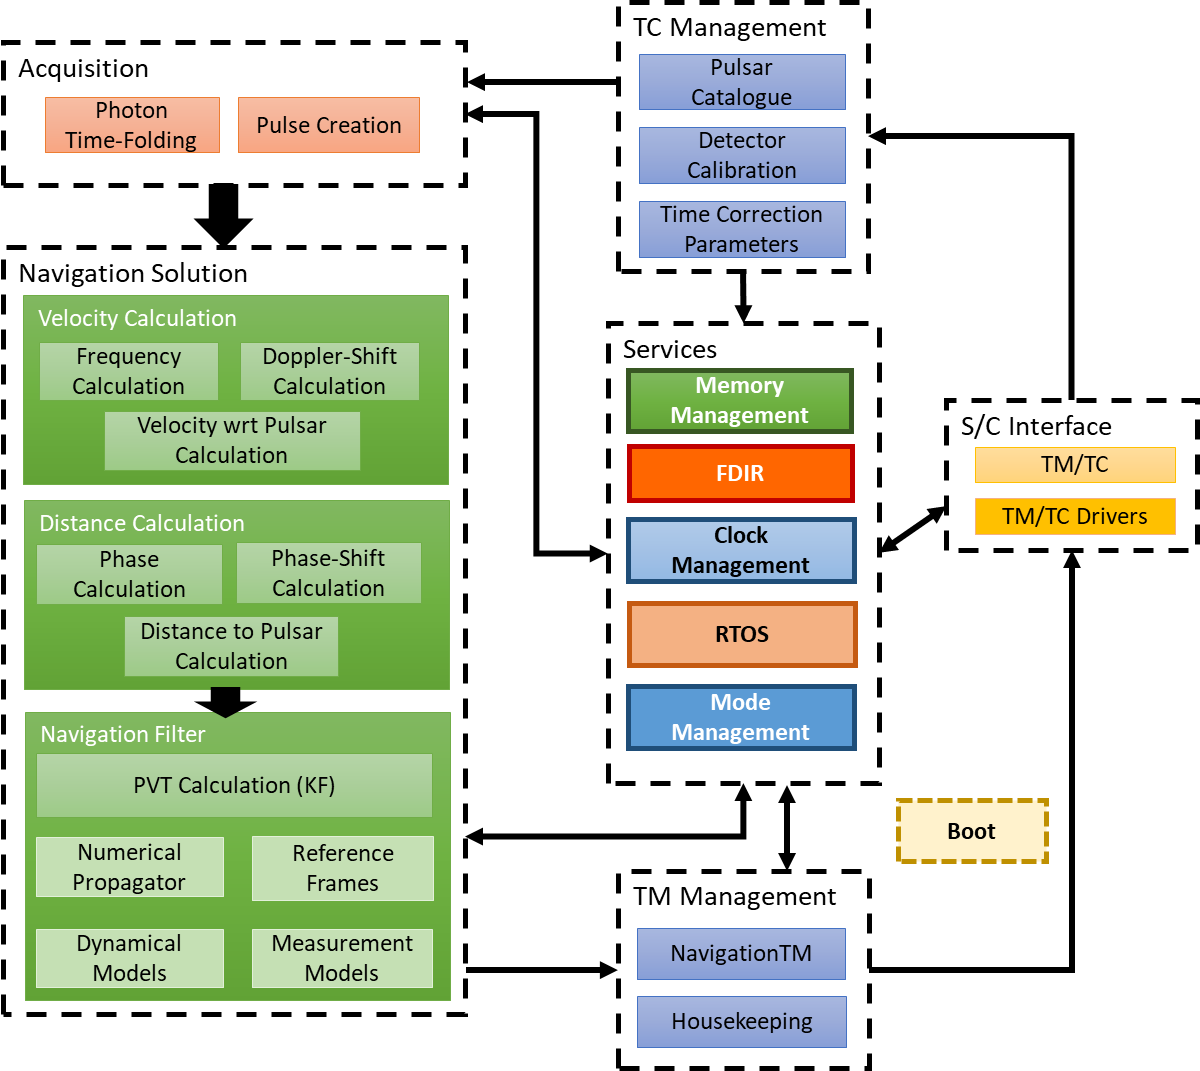 Acquisition
Photon
Time-Folding
Pulse Creation
Navigation Solution
Velocity Calculation
Frequency
Calculation
Doppler-Shift
Calculation
Velocity wrt Pulsar
Calculation
Distance Calculation
Phase
Calculation
Phase-Shift
Calculation
Distance to Pulsar
Calculation
Navigation Filter
PVT Calculation (KF)
Numerical
Propagator
Reference
Frames
Dynamical
Models
Measurement
Models
TC Management
Pulsar
Catalogue
Detector
Calibration
Time Correction
Parameters
Services
Memory
Management
FDIR
Clock
Management
RTOS
Mode
Management
TM Management
NavigationTM
Housekeeping
S/C Interface
TM/TC
TM/TC Drivers
Boot